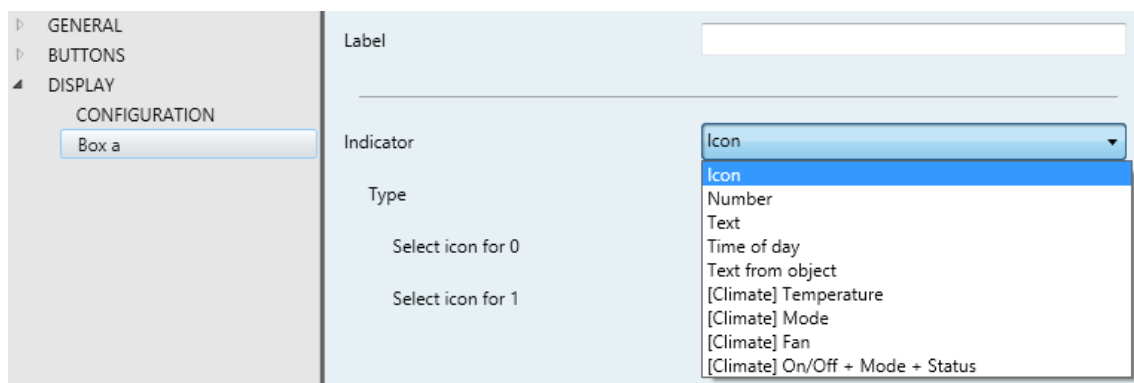 GENERAL
BUTTONS
DISPLAY
CONFIGURATION
Box a
Label
Indicator
Icon
Icon
Number
Text
Time of day
Text from object
[Climate] Temperature
[Climate] Mode
[Climate] Fan
[Climate] On/Off + Mode + Status
Type
Select icon for 0
Select icon for 1